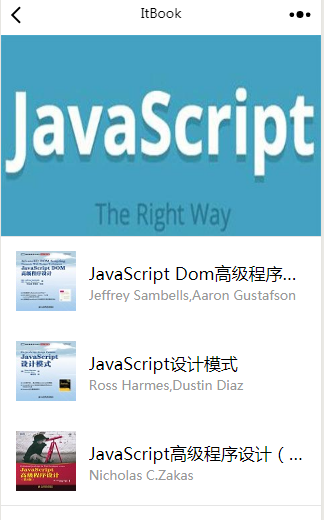 ItBook
JavaScript
The Right Way
JavaScript DOM
高级程序设计
JavaScript Dom高级程序...
Jeffrey Sambells,Aaron Gustafson
JavaScript
设计模式
JavaScript设计模式
Ross Harmes,Dustin Diaz
JavaScript
高级程序设计
JavaScript高级程序设计（...
Nicholas C.Zakas